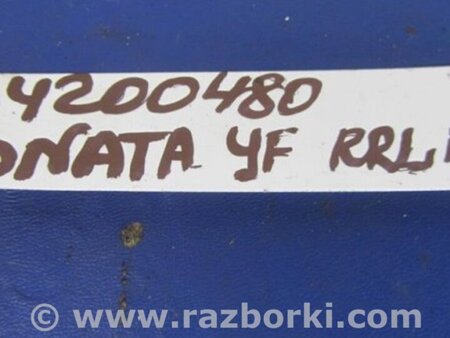 4200480
ONATA YF RRL
© www.razborki.com